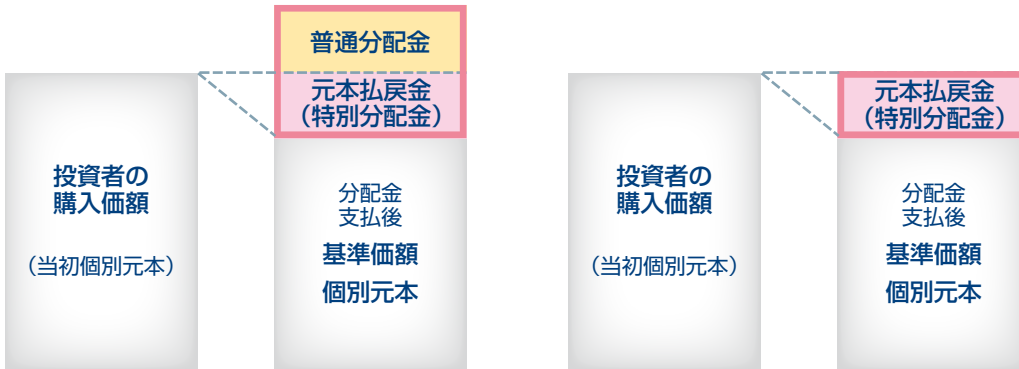 普通分配金
元本払戻金
（特別分配金）
投資者の
購入価額
（当初個別元本）
分配金
支払後
基準価額
個別元本
元本払戻金
（特別分配金）
投資者の
購入価額
（当初個別元本）
分配金
支払後
基準価額
個別元本